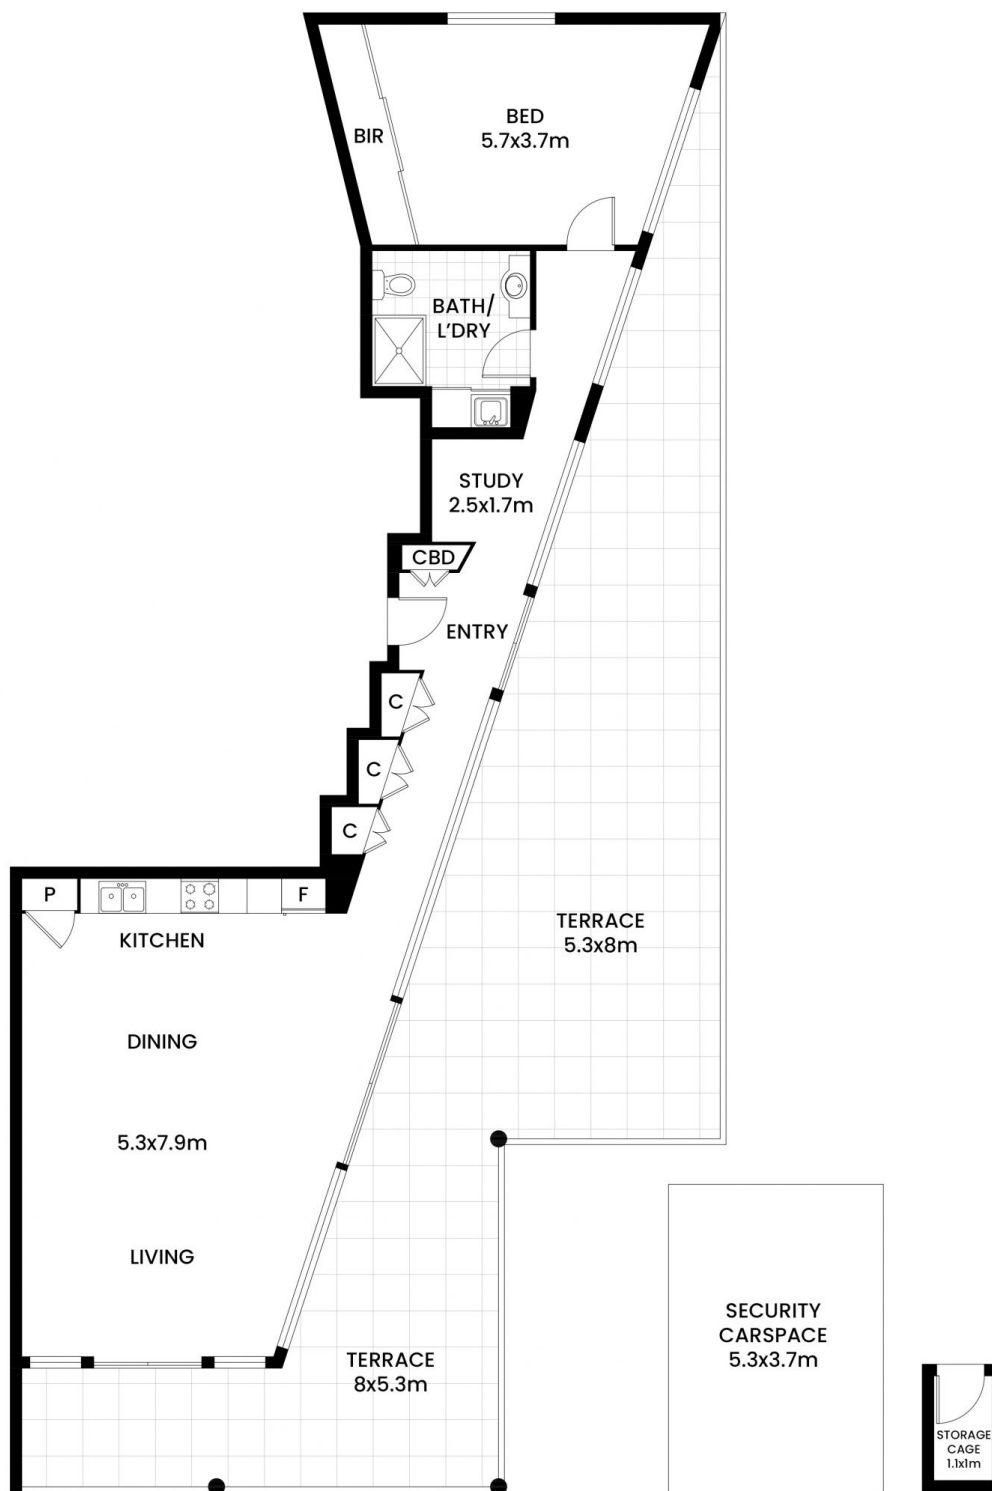 BED
5.7x3.7m
BIR
BATH/
L'DRY
STUDY
2.5x1.7m
CBD
ENTRY
C
C
C
P
F
KITCHEN
TERRACE
5.3x8m
DINING
5.3x7.9m
LIVING
TERRACE
8x5.3m
SECURITY
CARSPACE
5.3x3.7m
STORAGE
CAGE
1.1x1m